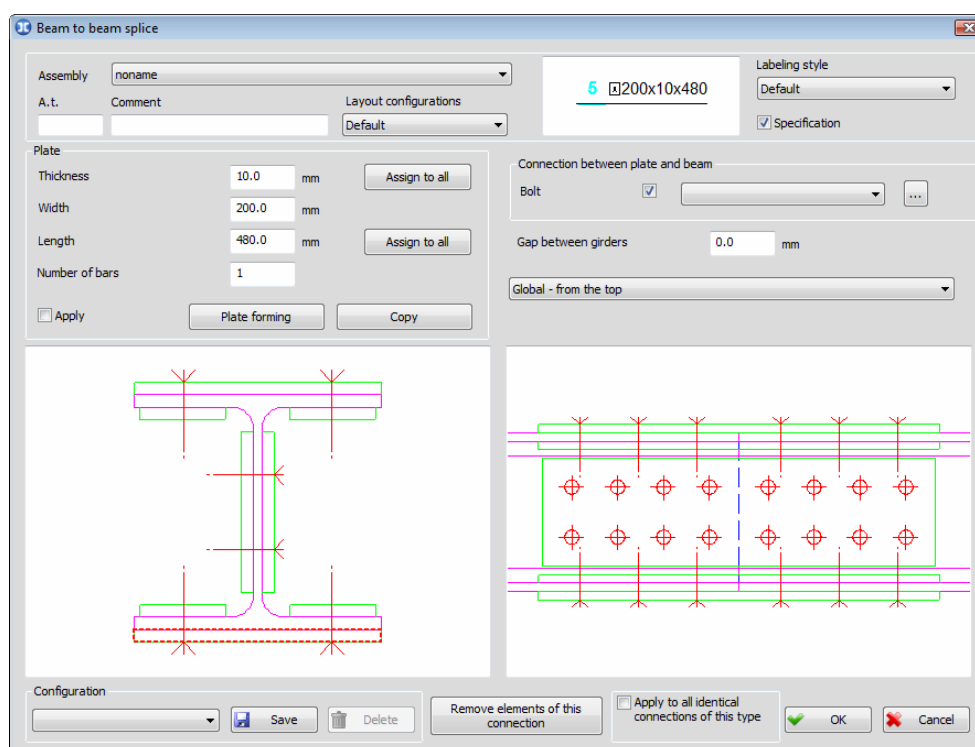 Beam to beam splice
Assembly noname
Labeling style
5 200x10x480
Default
A.t. Comment Layout configurations
Default
Specification
Plate
Thickness 10.0 mm Assign to all
Width 200.0 mm
Length 480.0 mm Assign to all
Number of bars 1
Apply Plate forming Copy
Connection between plate and beam
Bolt ...
Gap between girders 0.0 mm
Global - from the top
Configuration
Save Delete
Remove elements of this
connection
Apply to all identical
connections of this type
OK Cancel